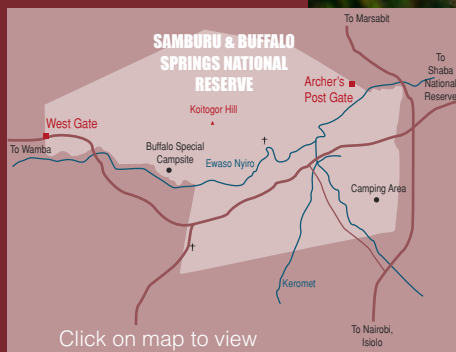 SAMBURU & BUFFALO
SPRINGS NATIONAL
RESERVE
To Marsabit
To
Shaba
National
Reserve
Archer's
Post Gate
Koitogor Hill
West Gate
To Wamba
Buffalo Special
Campsite
Ewaso Nyiro
Camping Area
Keromet
To Nairobi,
Isiolo
Click on map to view